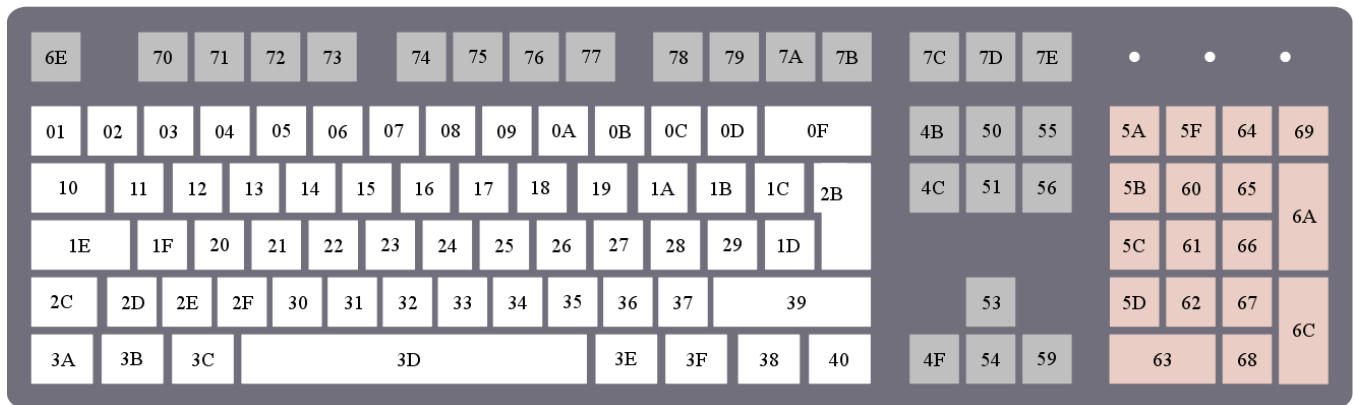 6E 70 71 72 73 74 75 76 77 78 79 7A 7B 7C 7D 7E
01 02 03 04 05 06 07 08 09 0A 0B 0C 0D 0F 4B 50 55 5A 5F 64 69
10 11 12 13 14 15 16 17 18 19 1A 1B 1C 2B 4C 51 56 5B 60 65 6A
1E 1F 20 21 22 23 24 25 26 27 28 29 1D 5C 61 66
2C 2D 2E 2F 30 31 32 33 34 35 36 37 39 53 5D 62 67 6C
3A 3B 3C 3D 3E 3F 38 40 4F 54 59 63 68